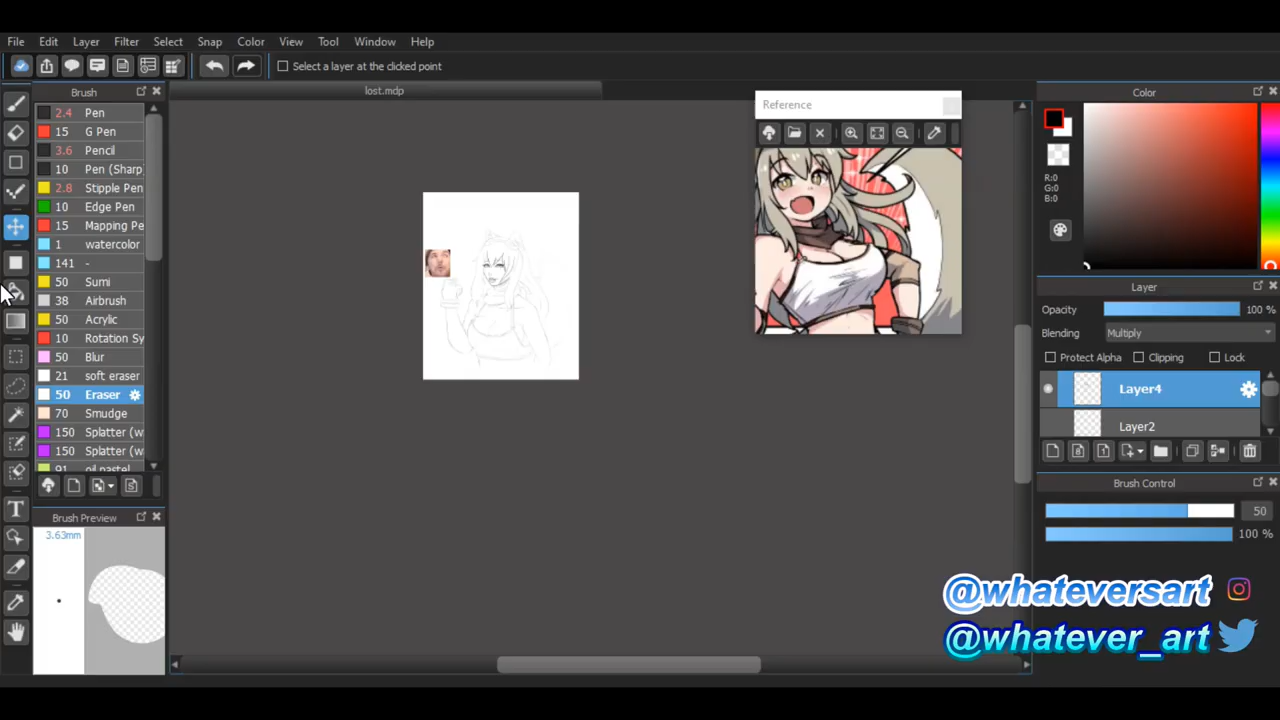 File Edit Layer Filter Select Snap Color View Tool Window Help
Select a layer at the clicked point
Brush
lost.mdp
Reference
Color
2.4 Pen
15 G Pen
3.6 Pencil
10 Pen (Sharp
2.8 Stipple Pen
10 Edge Pen
15 Mapping Pe
1 watercolor
141 -
50 Sumi
38 Airbrush
50 Acrylic
10 Rotation Sy
50 Blur
21 soft eraser
50 Eraser
70 Smudge
150 Splatter (w
150 Splatter (w
91 oil pastel
Brush Preview
3.63mm
R:0
G:0
B:0
Layer
Opacity 100 %
Blending Multiply
Protect Alpha Clipping Lock
Layer4
Layer2
Brush Control
50
100 %
@whateversart
@whatever_art